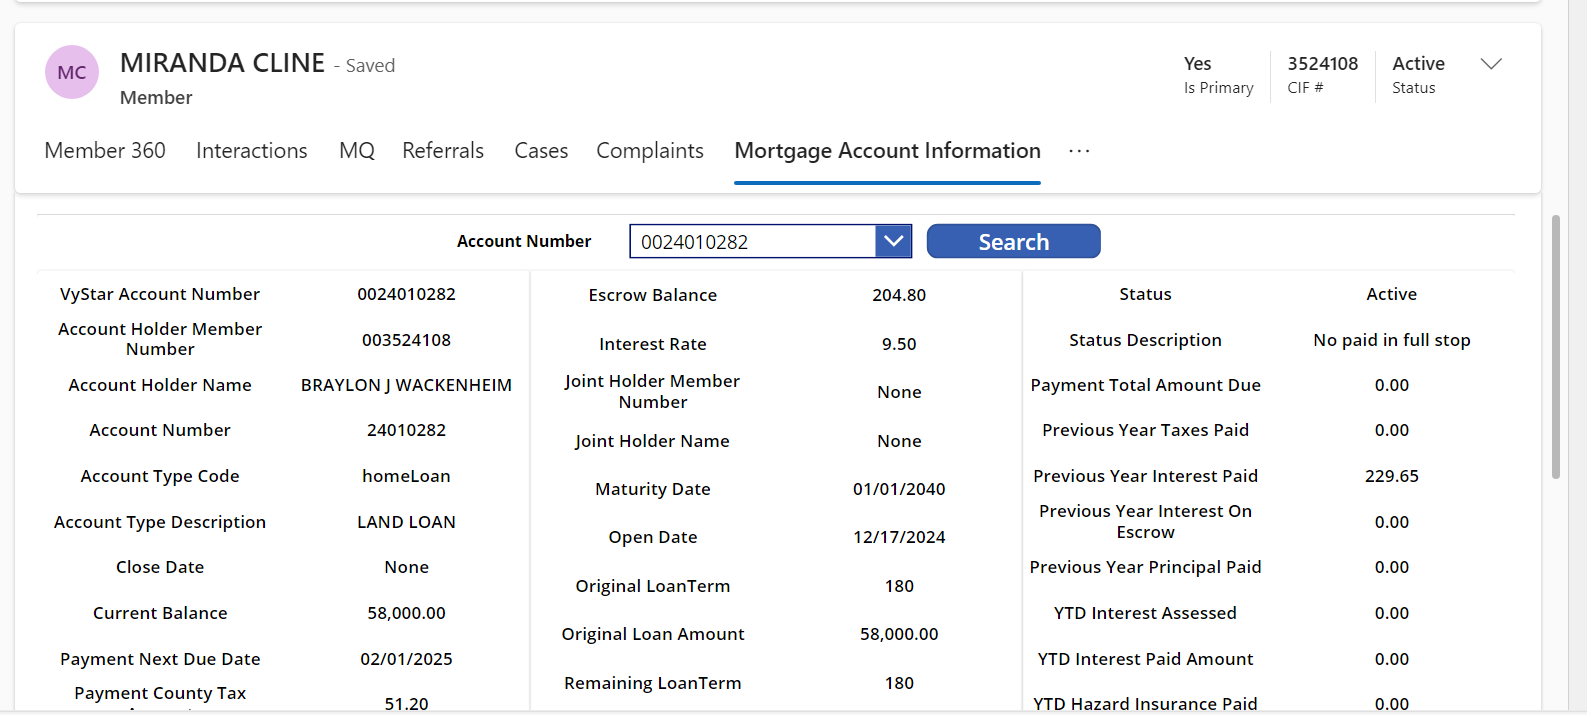 MC
MIRANDA CLINE - Saved
Member
Yes
Is Primary
3524108
CIF #
Active
Status
Member 360 Interactions MQ Referrals Cases Complaints Mortgage Account Information ...
Account Number 0024010282 Search
VyStar Account Number 0024010282
Account Holder Member
Number
003524108
Account Holder Name BRAYLON J WACKENHEIM
Account Number 24010282
Account Type Code homeLoan
Account Type Description LAND LOAN
Close Date None
Current Balance 58,000.00
Payment Next Due Date 02/01/2025
Payment County Tax
51.20
Escrow Balance 204.80
Interest Rate 9.50
Joint Holder Member
Number
None
Joint Holder Name None
Maturity Date 01/01/2040
Open Date 12/17/2024
Original LoanTerm 180
Original Loan Amount 58,000.00
Remaining LoanTerm 180
Status Active
Status Description No paid in full stop
Payment Total Amount Due 0.00
Previous Year Taxes Paid 0.00
Previous Year Interest Paid 229.65
Previous Year Interest On
Escrow
0.00
Previous Year Principal Paid 0.00
YTD Interest Assessed 0.00
YTD Interest Paid Amount 0.00
YTD Hazard Insurance Paid 0.00